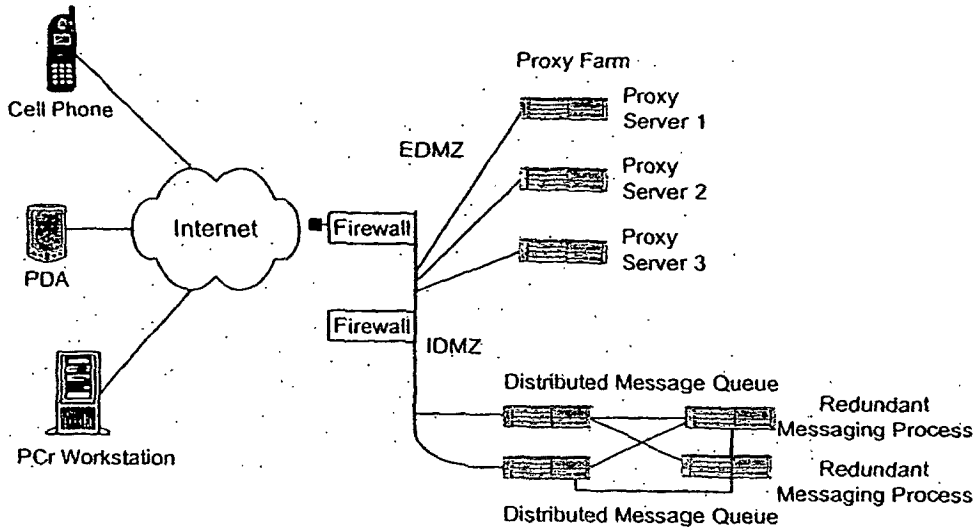 Cell Phone
PDA
PCr Workstation
Internet
Firewall
Firewall
EDMZ
IDMZ
Proxy Farm
Proxy
Server 1
Proxy
Server 2
Proxy
Server 3
Distributed Message Queue
Redundant
Messaging Process
Redundant
Messaging Process
Distributed Message Queue